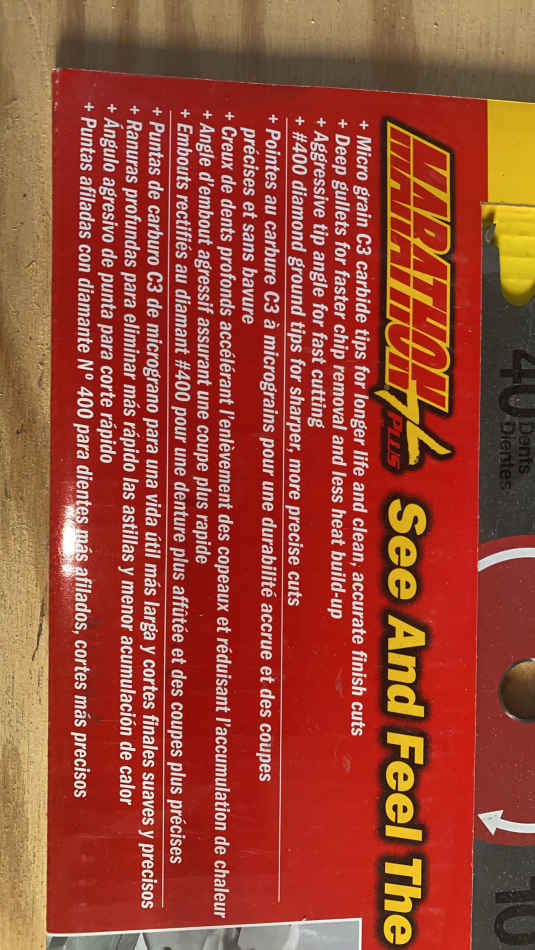 40 Dents
Dientes
10
MARATHON PLUS See And Feel The
+ Micro grain C3 carbide tips for longer life and clean, accurate finish cuts
+ Deep gullets for faster chip removal and less heat build-up
+ Aggressive tip angle for fast cutting
+ #400 diamond ground tips for sharper, more precise cuts
+ Pointes au carbure C3 à micrograins pour une durabilité accrue et des coupes
précises et sans bavure
+ Creux de dents profonds accélérant l'enlèvement des copeaux et réduisant l'accumulation de chaleur
+ Angle d'embout agressif assurant une coupe plus rapide
+ Embouts rectifiés au diamant #400 pour une denture plus affûtée et des coupes plus précises
+ Puntas de carburo C3 de micrograno para una vida útil más larga y cortes finales suaves y precisos
+ Ranuras profundas para eliminar más rápido las astillas y menor acumulación de calor
+ Ángelo agresivo de punta para corte rápido
+ Puntas afiladas con diamante Nº 400 para dientes más afilados, cortes más precisos